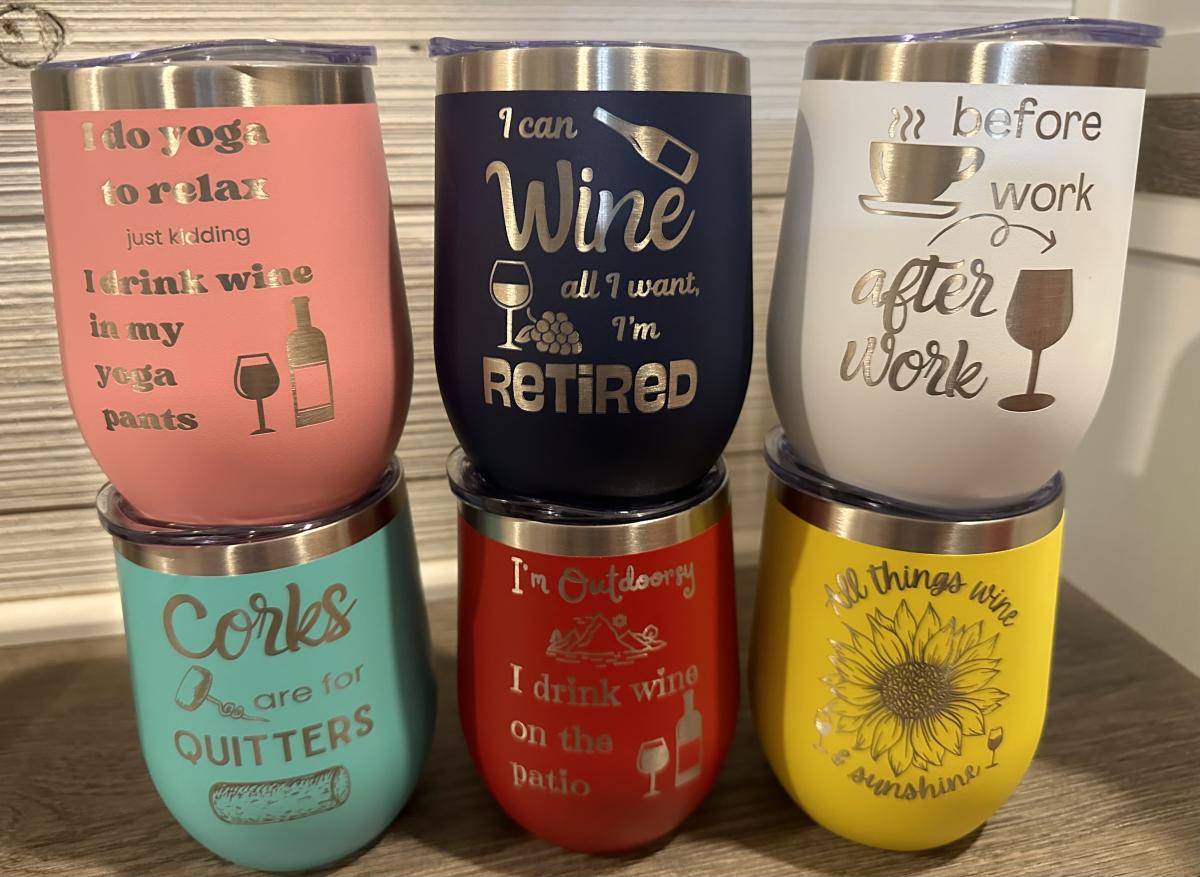 I do yoga
to relax
just kidding
I drink wine
in my
yoga
pants
I can
Wine
all I want,
I'm
RETIRED
before
work
after
work
Corks
are for
QUITTERS
I'm Outdoorsy
I drink wine
on the
patio
All things wine
& sunshine